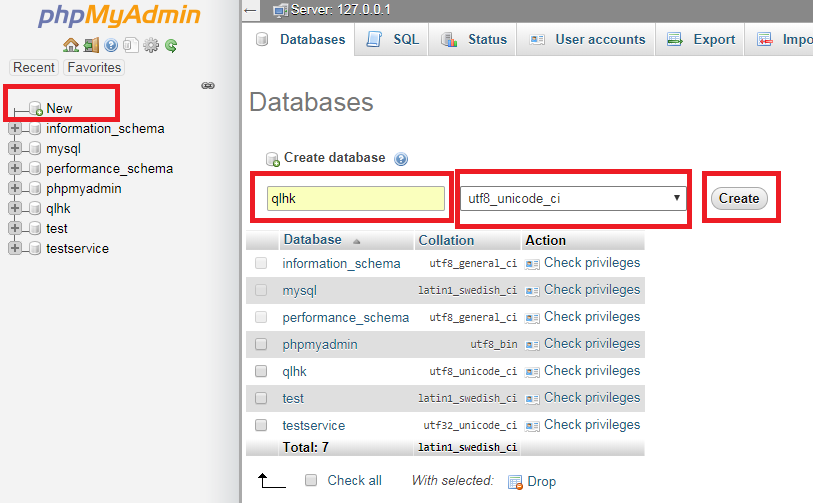 phpMyAdmin
Recent Favorites
New
information_schema
mysql
performance_schema
phpmyadmin
qlhk
test
testservice
Server: 127.0.0.1
Databases SQL Status User accounts Export Impo
Databases
Create database
qlhk utf8_unicode_ci Create
Database Collation Action
information_schema utf8_general_ci Check privileges
mysql latin1_swedish_ci Check privileges
performance_schema utf8_general_ci Check privileges
phpmyadmin utf8_bin Check privileges
qlhk utf8_unicode_ci Check privileges
test latin1_swedish_ci Check privileges
testservice utf32_unicode_ci Check privileges
Total: 7 latin1_swedish_ci
Check all With selected: Drop